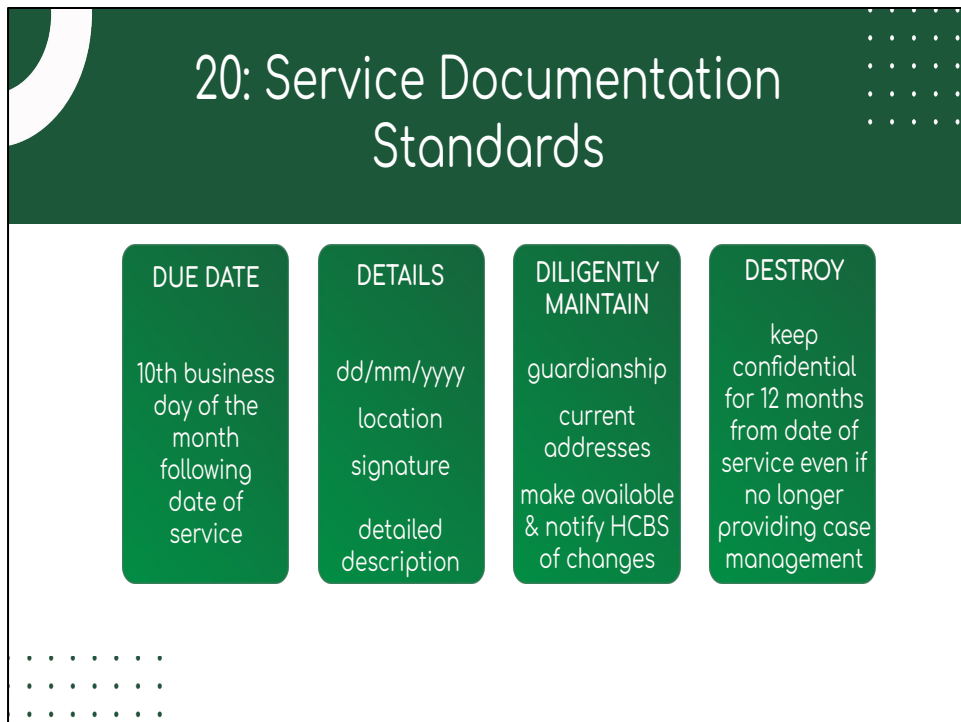 20: Service Documentation
Standards
DUE DATE
10th business
day of the
month
following
date of
service
DETAILS
dd/mm/yyyy
location
signature
detailed
description
DILIGENTLY
MAINTAIN
guardianship
current
addresses
make available
& notify HCBS
of changes
DESTROY
keep
confidential
for 12 months
from date of
service even if
no longer
providing case
management